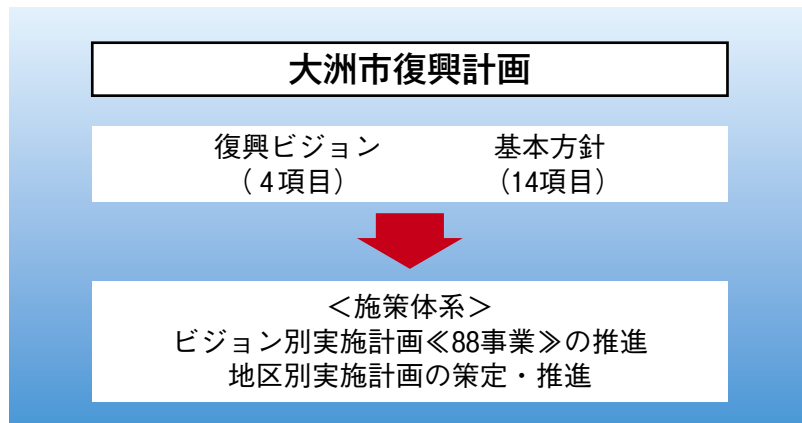 大洲市復興計画
復興ビジョン　基本方針
（４項目）　（14項目）
＜施策体系＞
ビジョン別実施計画≪88事業≫の推進
地区別実施計画の策定・推進